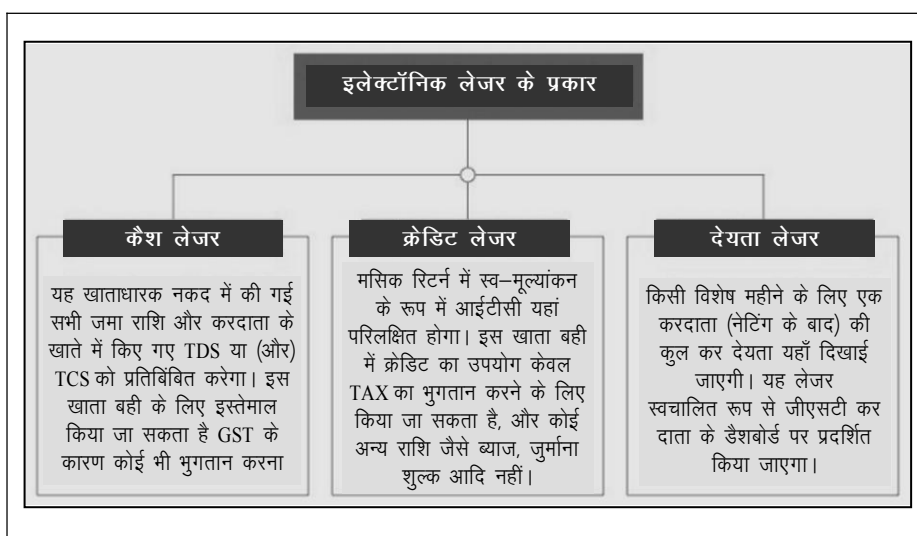 इलेक्टॉनिक लेजर के प्रकार
कैश लेजर
यह खाताधारक नकद में की गई
सभी जमा राशि और करदाता के
खाते में किए गए TDS या (और)
TCS को प्रतिबिंबित करेगा। इस
खाता बही के लिए इस्तेमाल
किया जा सकता है GST के
कारण कोई भी भुगतान करना
क्रेडिट लेजर
मसिक रिटर्न में स्व–मूल्यांकन
के रूप में आईटीसी यहां
परिलक्षित होगा। इस खाता बही
में क्रेडिट का उपयोग केवल
TAX का भुगतान करने के लिए
किया जा सकता है, और कोई
अन्य राशि जैसे ब्याज, जुर्माना
शुल्क आदि नहीं।
देयता लेजर
किसी विशेष महीने के लिए एक
करदाता (नेटिंग के बाद) की
कुल कर देयता यहाँ दिखाई
जाएगी। यह लेजर
स्वचालित रूप से जीएसटी कर
दाता के डैशबोर्ड पर प्रदर्शित
किया जाएगा।